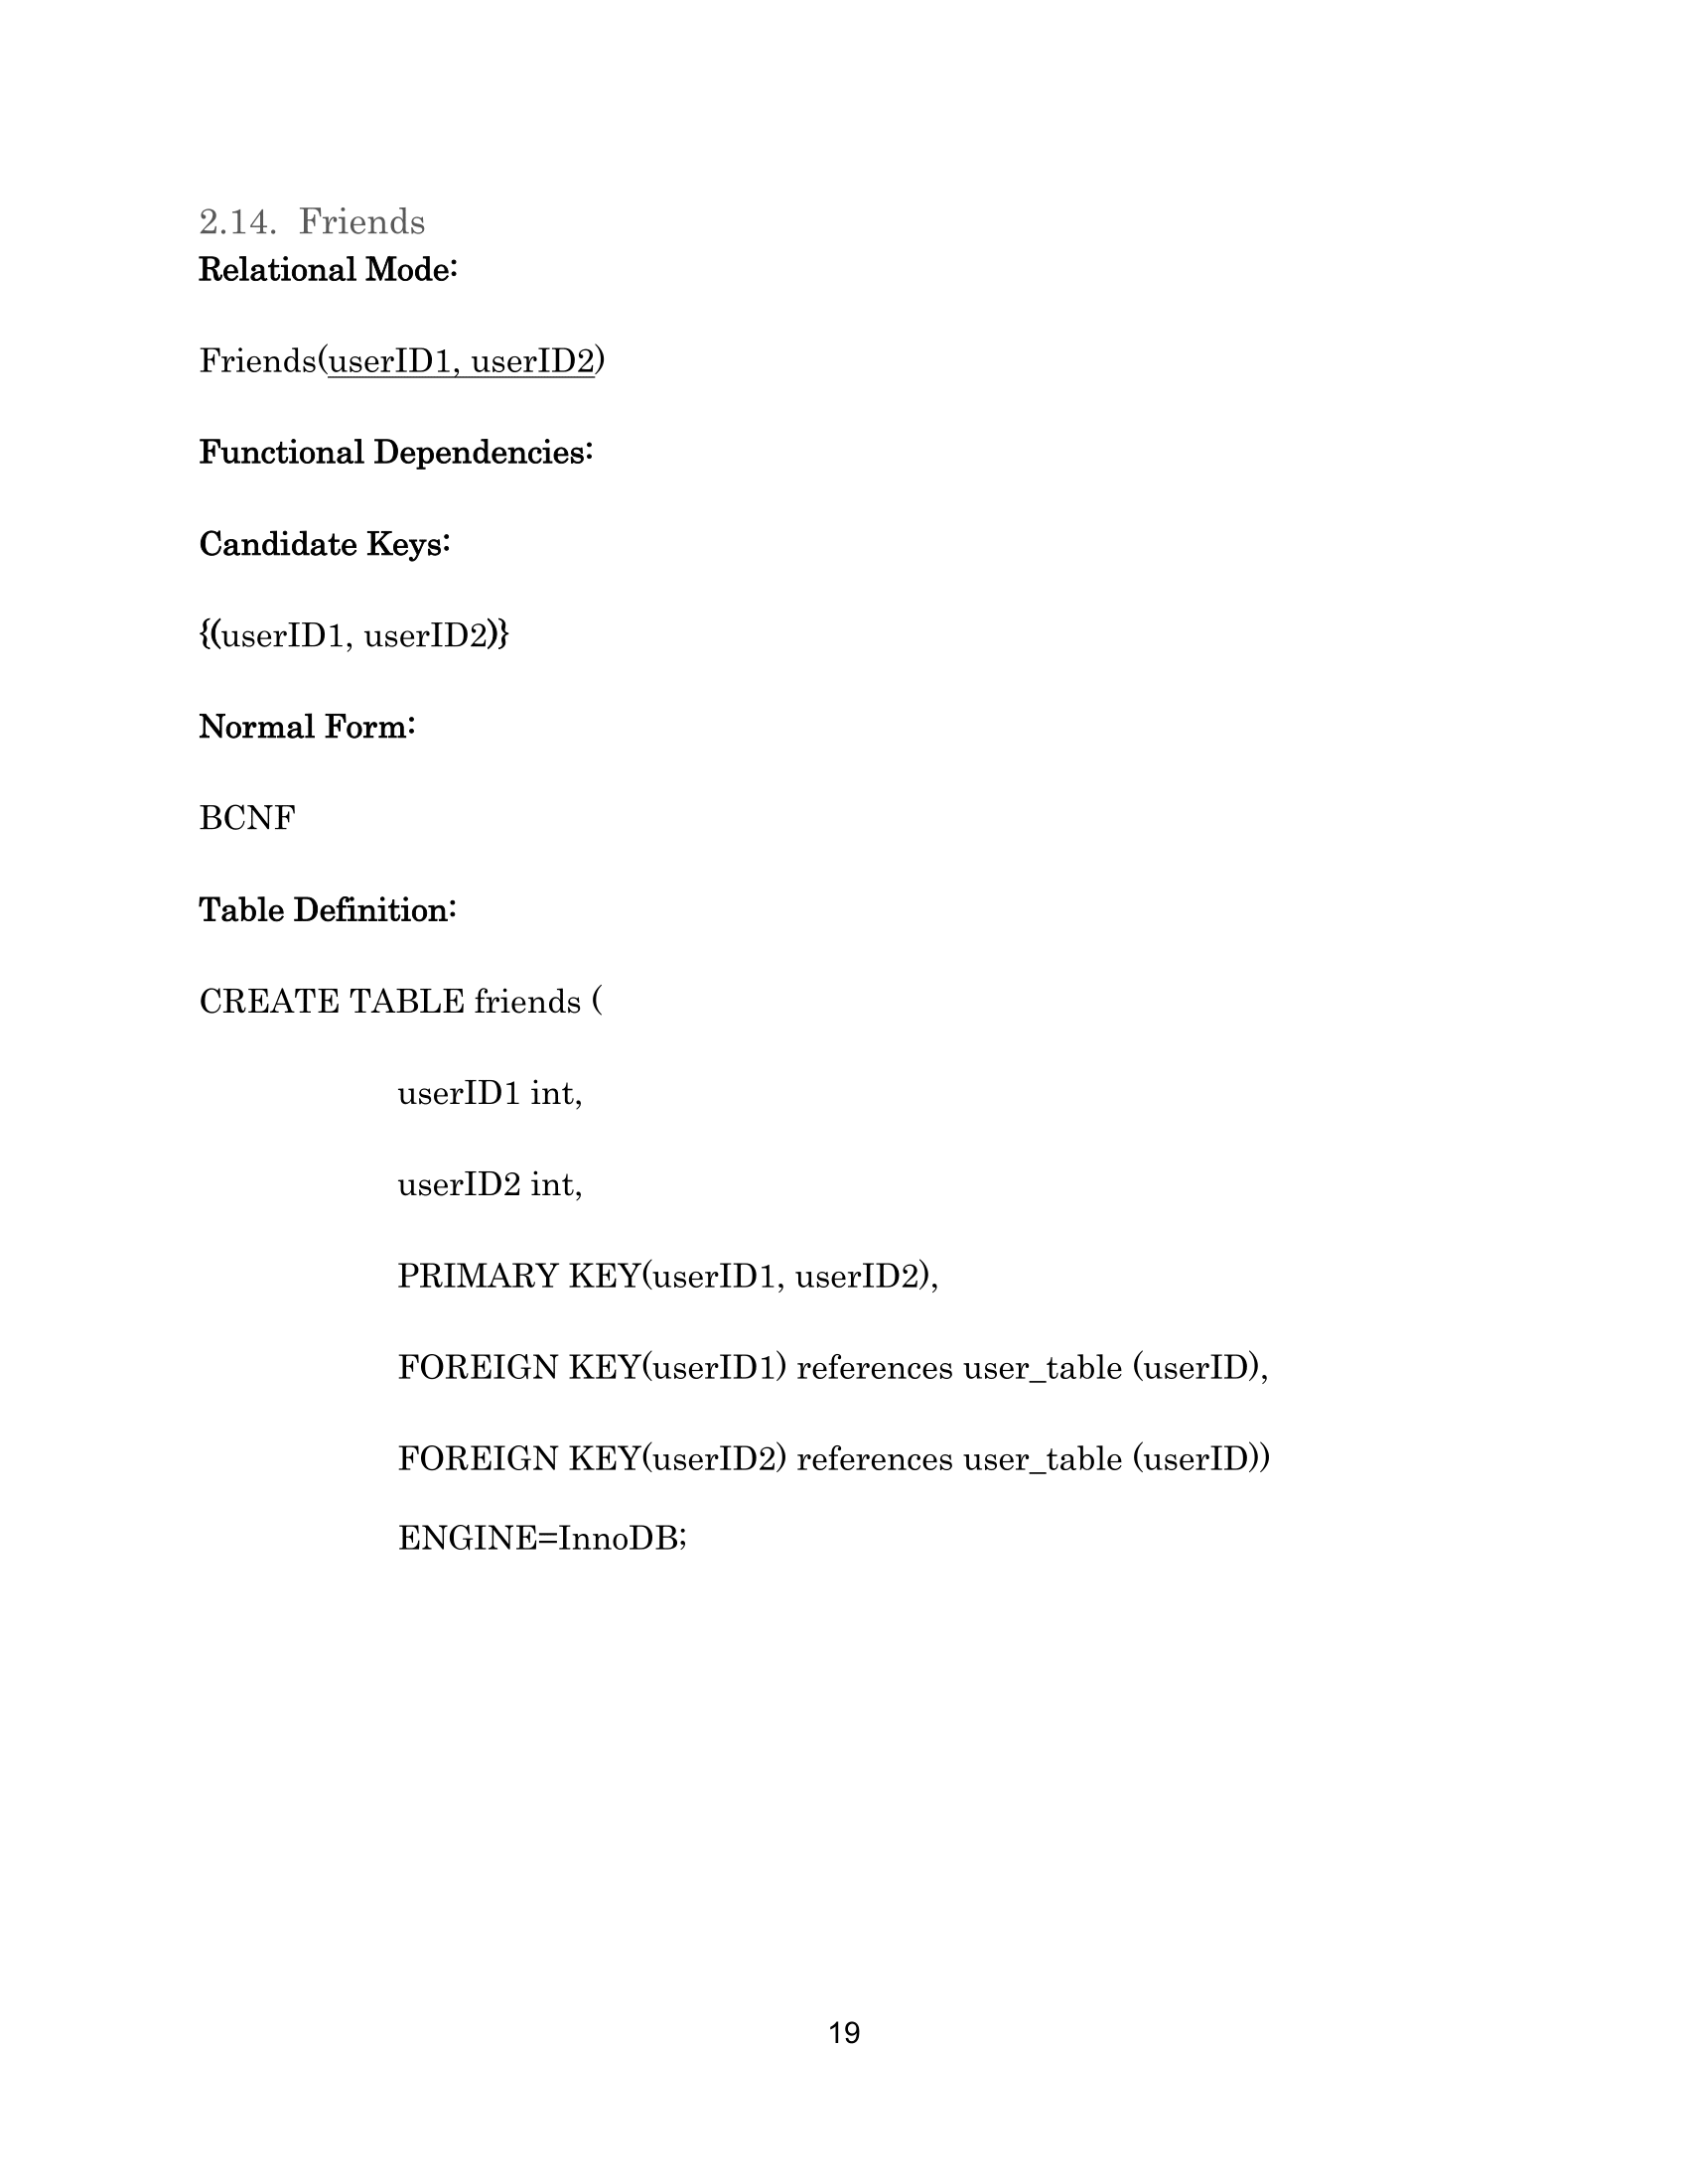 2.14. Friends
Relational Mode:
Friends(userID1, userID2)
Functional Dependencies:
Candidate Keys:
{(userID1, userID2)}
Normal Form:
BCNF
Table Definition:
CREATE TABLE friends (
userID1 int,
userID2 int,
PRIMARY KEY(userID1, userID2),
FOREIGN KEY(userID1) references user_table (userID),
FOREIGN KEY(userID2) references user_table (userID))
ENGINE=InnoDB;
19